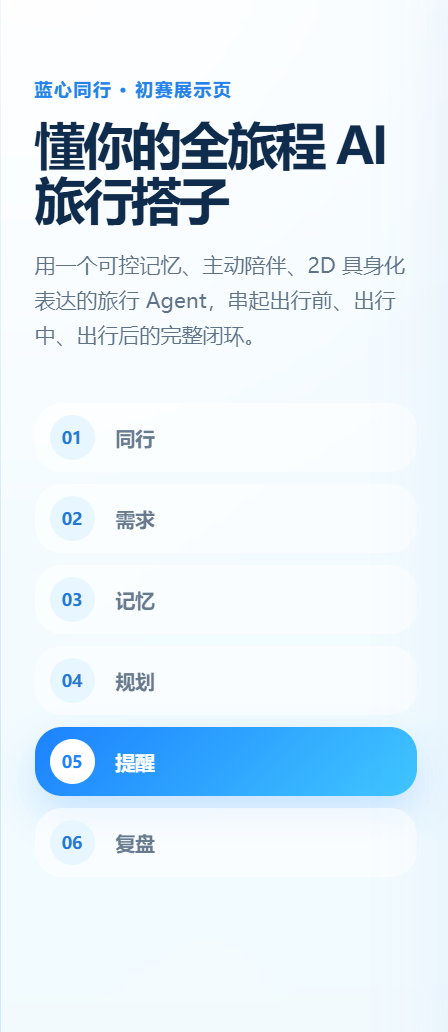 蓝心同行 · 初赛展示页
懂你的全旅程 AI
旅行搭子
用一个可控记忆、主动陪伴、2D 具身化
表达的旅行 Agent，串起出行前、出行
中、出行后的完整闭环。
01 同行
02 需求
03 记忆
04 规划
05 提醒
06 复盘